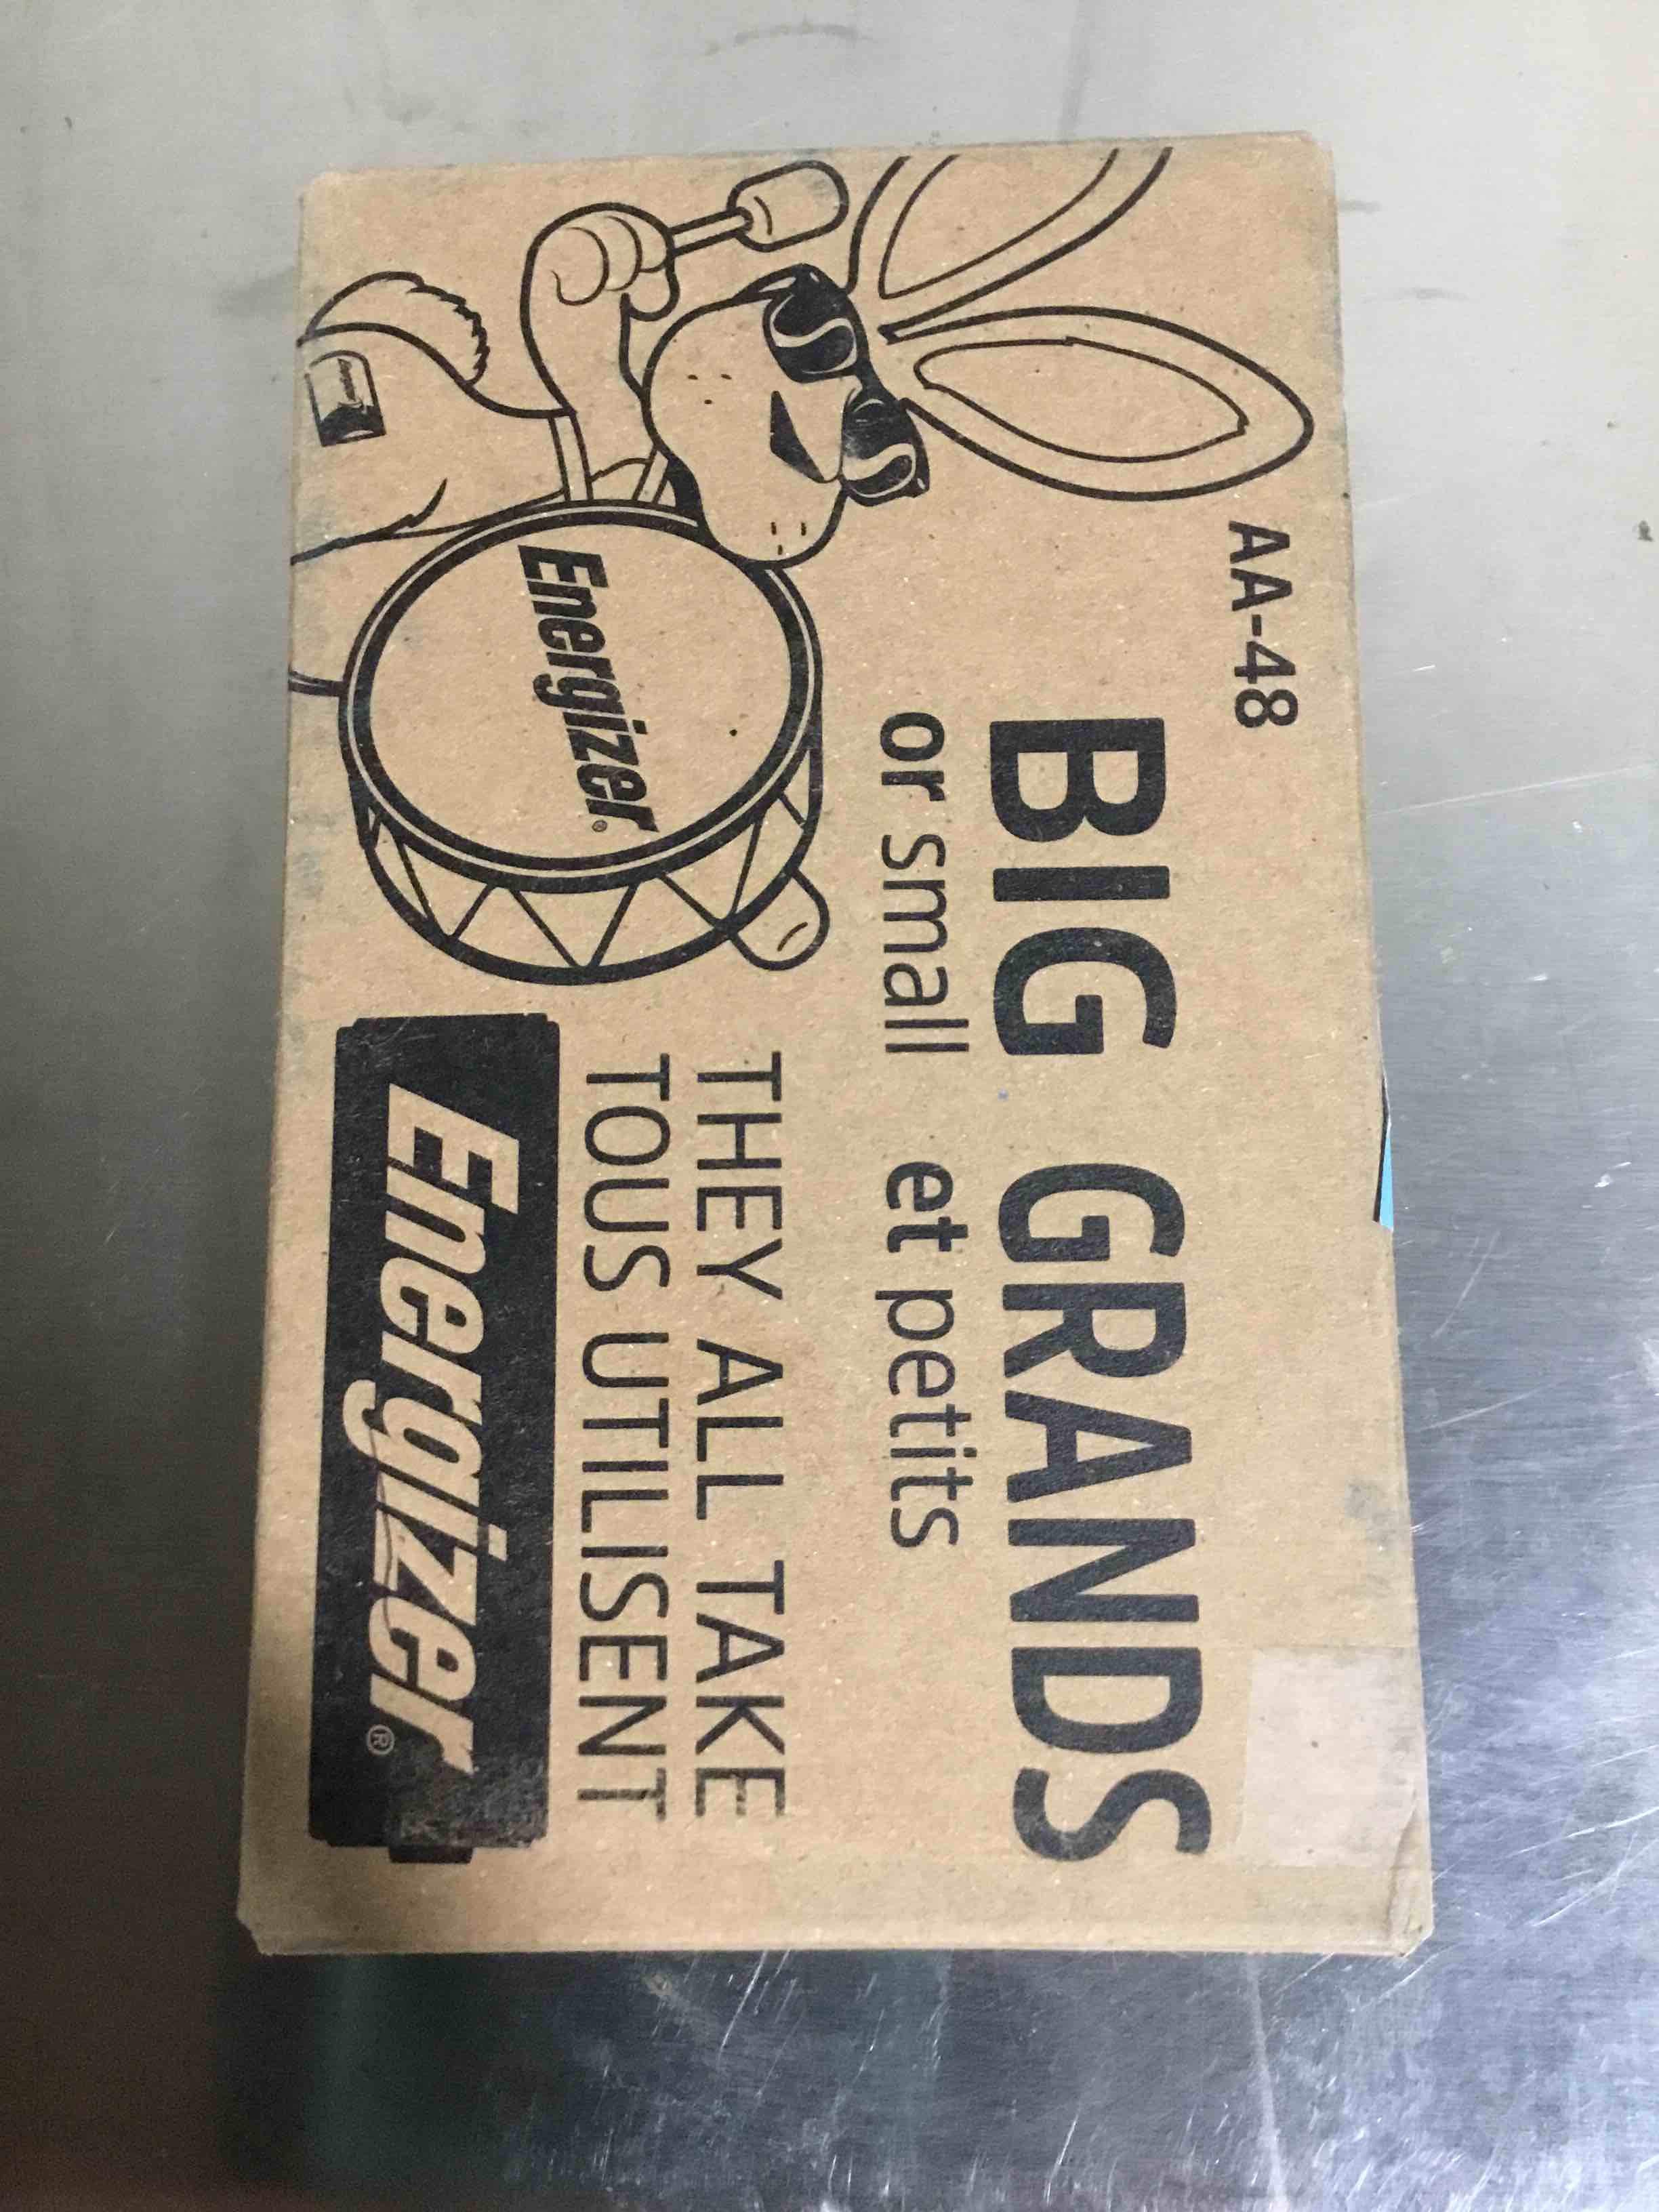 AA-48
BIG GRANDS
or small et petits
THEY ALL TAKE
TOUS UTILISENT
Energizer®
Energizer®